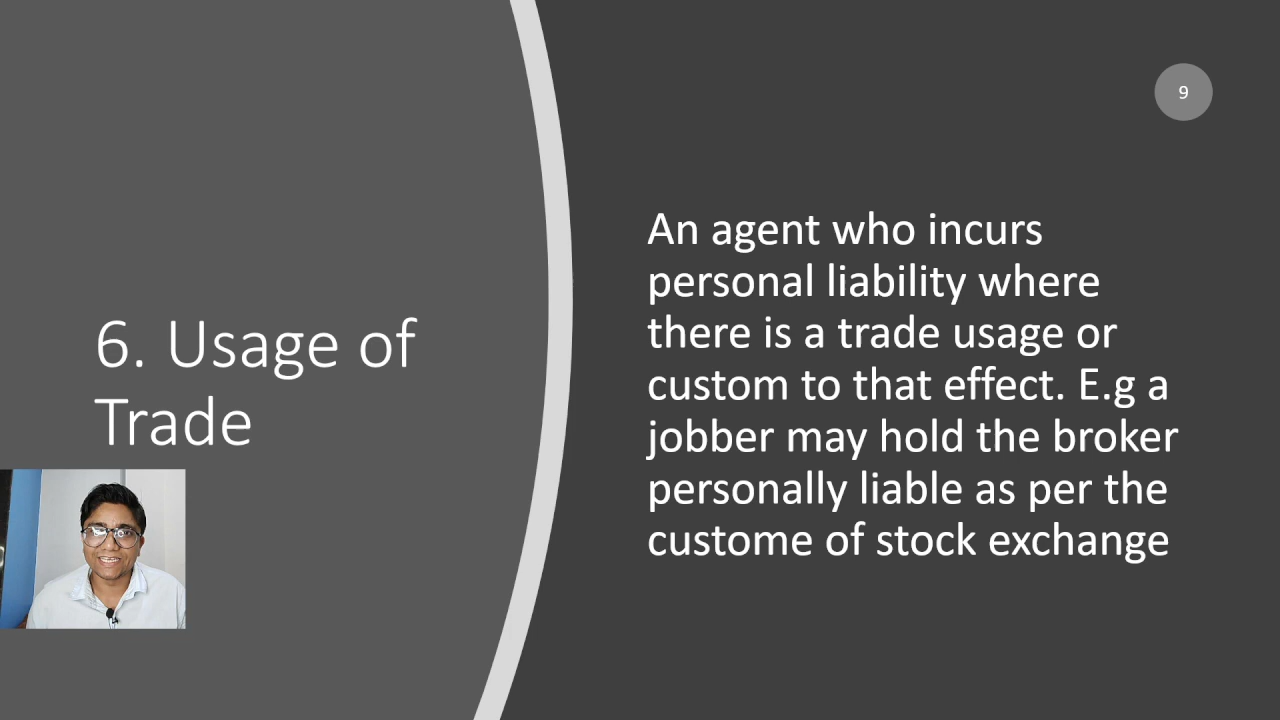 9
6. Usage of
Trade
An agent who incurs
personal liability where
there is a trade usage or
custom to that effect. E.g a
jobber may hold the broker
personally liable as per the
custome of stock exchange